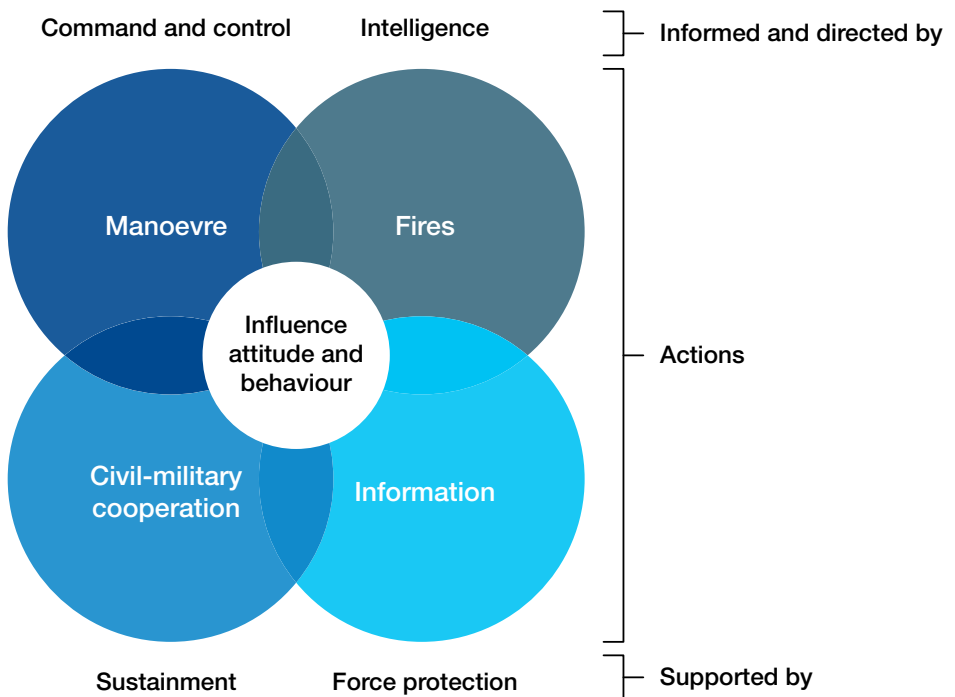 Command and control
Intelligence
Informed and directed by
Manoevre
Fires
Influence
attitude and
behaviour
Actions
Civil-military
cooperation
Information
Sustainment
Force protection
Supported by